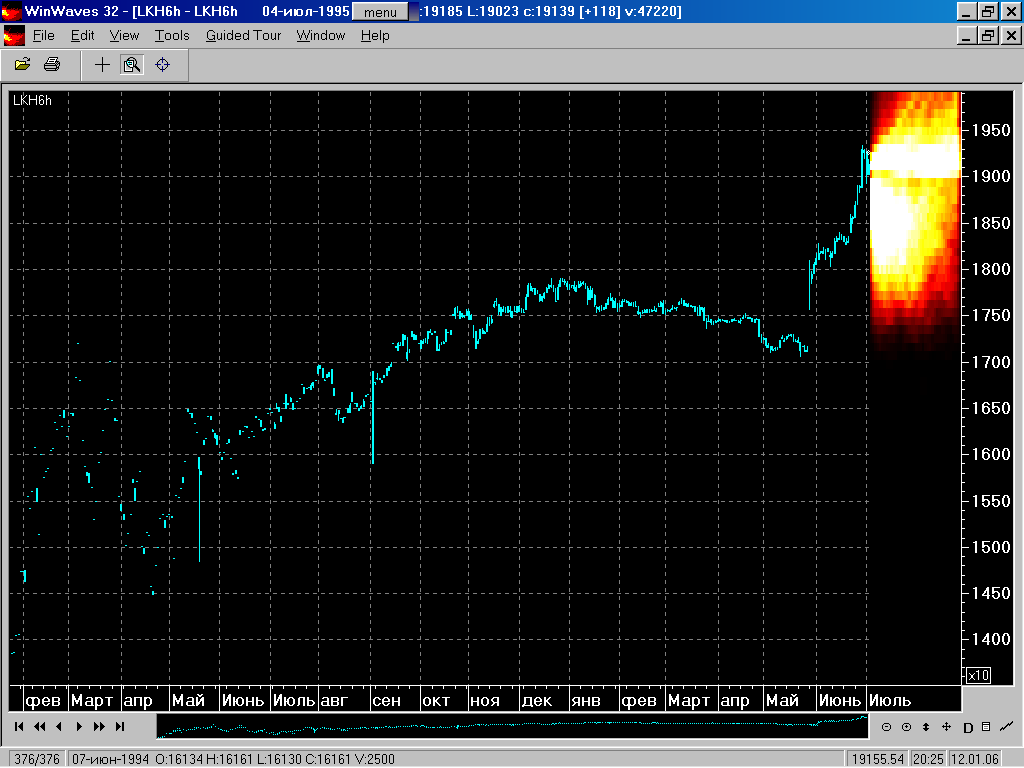 WinWaves 32 - [LKH6h - LKH6h 04-июл-1995 menu :19185 L:19023 c:19139 [+118] v:47220]
File Edit View Tools Guided Tour Window Help
LKH6h
1950
1900
1850
1800
1750
1700
1650
1600
1550
1500
1450
1400
x10
фев Март апр Май Июнь Июль авг сен окт ноя дек янв фев Март апр Май Июнь Июль
D
376/376 07-июн-1994 O:16134 H:16161 L:16130 C:16161 V:2500 19155.54 20:25 12.01.06